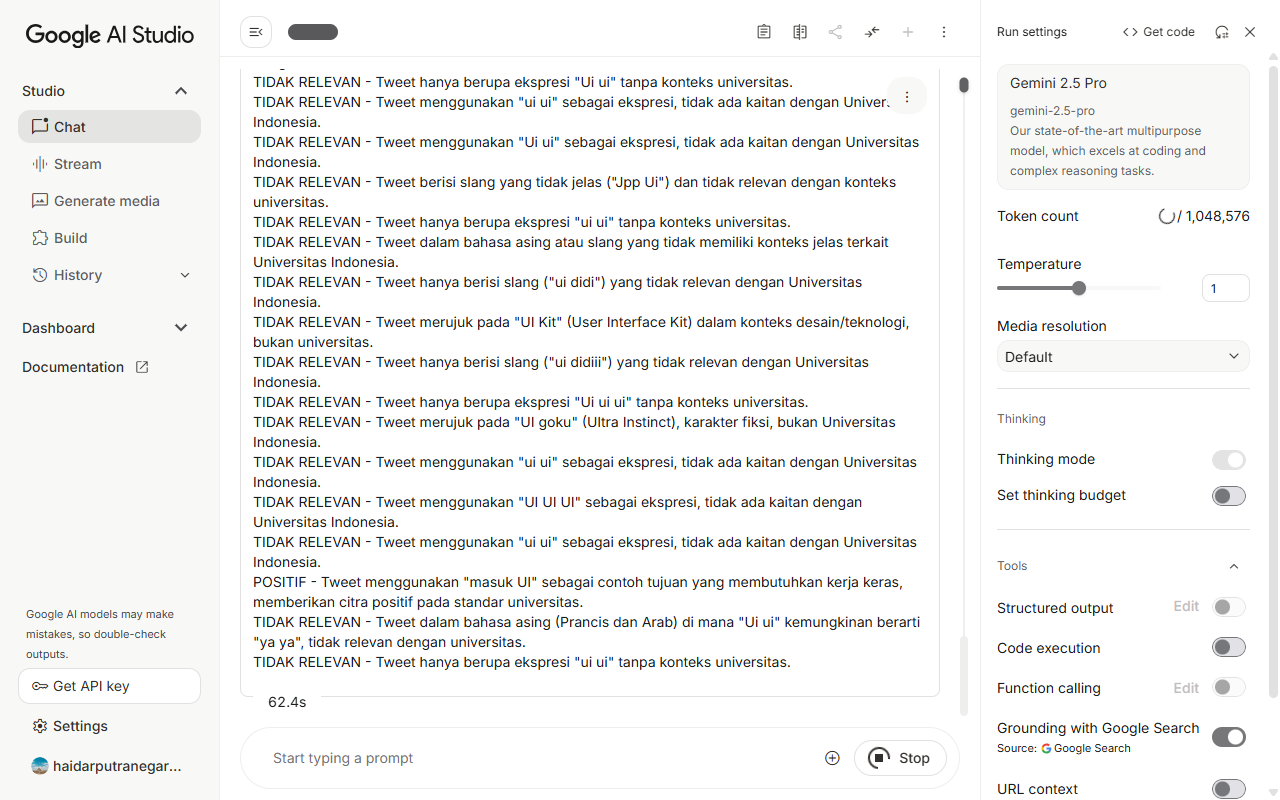 Google AI Studio
Studio
Chat
Stream
Generate media
Build
History
Dashboard
Documentation
Google AI models may make
mistakes, so double-check
outputs.
Get API key
Settings
haidarputranegar...
TIDAK RELEVAN - Tweet hanya berupa ekspresi "Ui ui" tanpa konteks universitas.
TIDAK RELEVAN - Tweet menggunakan "ui ui" sebagai ekspresi, tidak ada kaitan dengan Univer
Indonesia.
TIDAK RELEVAN - Tweet menggunakan "Ui ui" sebagai ekspresi, tidak ada kaitan dengan Universitas
Indonesia.
TIDAK RELEVAN - Tweet berisi slang yang tidak jelas ("Jpp Ui") dan tidak relevan dengan konteks
universitas.
TIDAK RELEVAN - Tweet hanya berupa ekspresi "ui ui" tanpa konteks universitas.
TIDAK RELEVAN - Tweet dalam bahasa asing atau slang yang tidak memiliki konteks jelas terkait
Universitas Indonesia.
TIDAK RELEVAN - Tweet hanya berisi slang ("ui didi") yang tidak relevan dengan Universitas
Indonesia.
TIDAK RELEVAN - Tweet merujuk pada "UI Kit" (User Interface Kit) dalam konteks desain/teknologi,
bukan universitas.
TIDAK RELEVAN - Tweet hanya berisi slang ("ui didiii") yang tidak relevan dengan Universitas
Indonesia.
TIDAK RELEVAN - Tweet hanya berupa ekspresi "Ui ui ui" tanpa konteks universitas.
TIDAK RELEVAN - Tweet merujuk pada "UI goku" (Ultra Instinct), karakter fiksi, bukan Universitas
Indonesia.
TIDAK RELEVAN - Tweet menggunakan "ui ui" sebagai ekspresi, tidak ada kaitan dengan Universitas
Indonesia.
TIDAK RELEVAN - Tweet menggunakan "UI UI UI" sebagai ekspresi, tidak ada kaitan dengan
Universitas Indonesia.
TIDAK RELEVAN - Tweet menggunakan "ui ui" sebagai ekspresi, tidak ada kaitan dengan Universitas
Indonesia.
POSITIF - Tweet menggunakan "masuk UI" sebagai contoh tujuan yang membutuhkan kerja keras,
memberikan citra positif pada standar universitas.
TIDAK RELEVAN - Tweet dalam bahasa asing (Prancis dan Arab) di mana "Ui ui" kemungkinan berarti
"ya ya", tidak relevan dengan universitas.
TIDAK RELEVAN - Tweet hanya berupa ekspresi "ui ui" tanpa konteks universitas.
62.4s
Start typing a prompt
Stop
Run settings
Get code
Gemini 2.5 Pro
gemini-2.5-pro
Our state-of-the-art multipurpose
model, which excels at coding and
complex reasoning tasks.
Token count
/ 1,048,576
Temperature
1
Media resolution
Default
Thinking
Thinking mode
Set thinking budget
Tools
Structured output
Edit
Code execution
Function calling
Edit
Grounding with Google Search
Source: Google Search
URL context